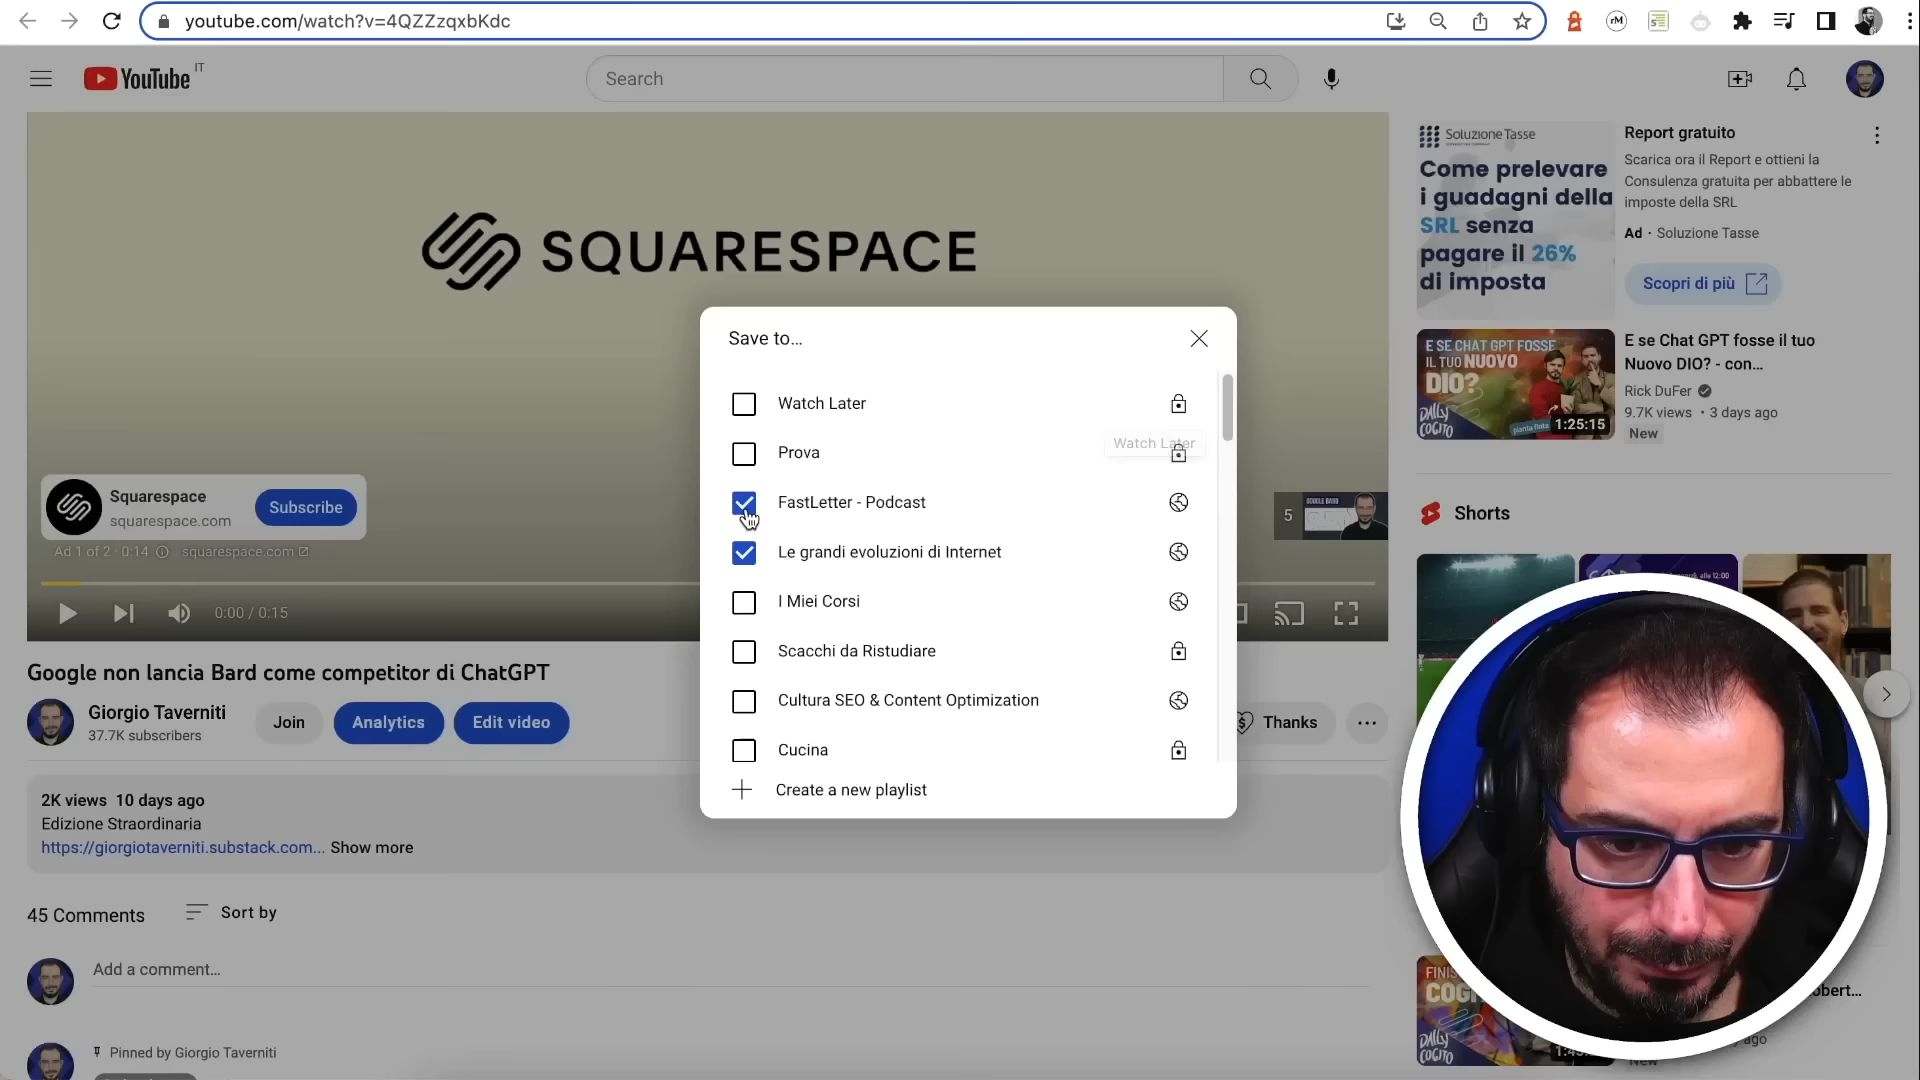 youtube.com/watch?v=4QZZzqxbKdc
YouTube IT
Search
SQUARESPACE
Squarespace
squarespace.com
Subscribe
Ad 1 of 2 · 0:14 squarespace.com
5
GOOGLE BARD
0:00 / 0:15
Save to...
Watch Later
Watch Later
Prova
FastLetter - Podcast
Le grandi evoluzioni di Internet
I Miei Corsi
Scacchi da Ristudiare
Cultura SEO & Content Optimization
Cucina
Create a new playlist
Google non lancia Bard come competitor di ChatGPT
Giorgio Taverniti
37.7K subscribers
Join
Analytics
Edit video
Thanks
2K views 10 days ago
Edizione Straordinaria
https://giorgiotaverniti.substack.com... Show more
45 Comments
Sort by
Add a comment...
Pinned by Giorgio Taverniti
Soluzione Tasse
Come prelevare
i guadagni della
SRL senza
pagare il 26%
di imposta
Report gratuito
Scarica ora il Report e ottieni la
Consulenza gratuita per abbattere le
imposte della SRL
Ad · Soluzione Tasse
Scopri di più
E SE CHAT GPT FOSSE
IL TUO NUOVO
DIO?
DAILY
COGITO
1:25:15
E se Chat GPT fosse il tuo
Nuovo DIO? - con...
Rick DuFer
9.7K views • 3 days ago
New
Shorts
DAILY
COGITO